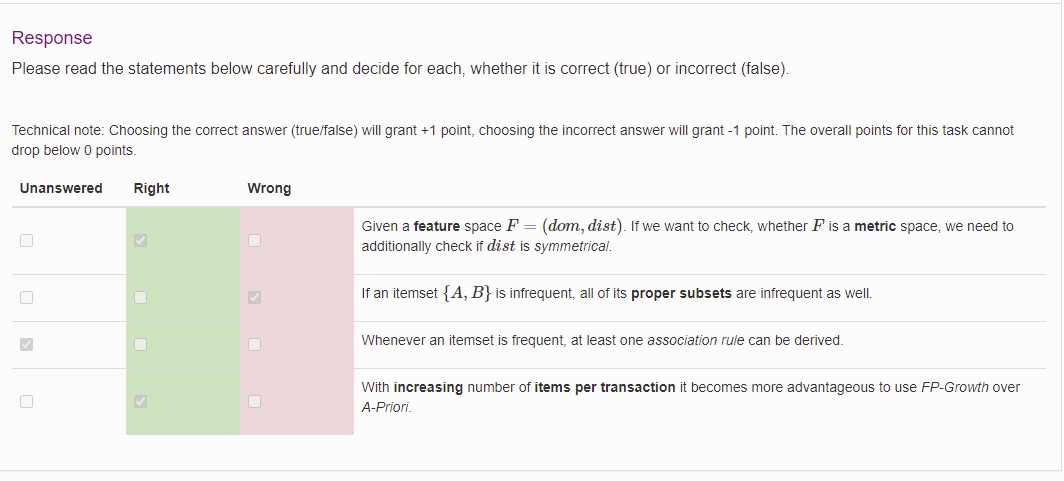 Response
Please read the statements below carefully and decide for each, whether it is correct (true) or incorrect (false).
Technical note: Choosing the correct answer (true/false) will grant +1 point, choosing the incorrect answer will grant -1 point. The overall points for this task cannot
drop below 0 points.
Unanswered Right Wrong
Given a feature space F = (dom, dist). If we want to check, whether F is a metric space, we need to
additionally check if dist is symmetrical.
If an itemset {A, B} is infrequent, all of its proper subsets are infrequent as well.
Whenever an itemset is frequent, at least one association rule can be derived.
With increasing number of items per transaction it becomes more advantageous to use FP-Growth over
A-Priori.